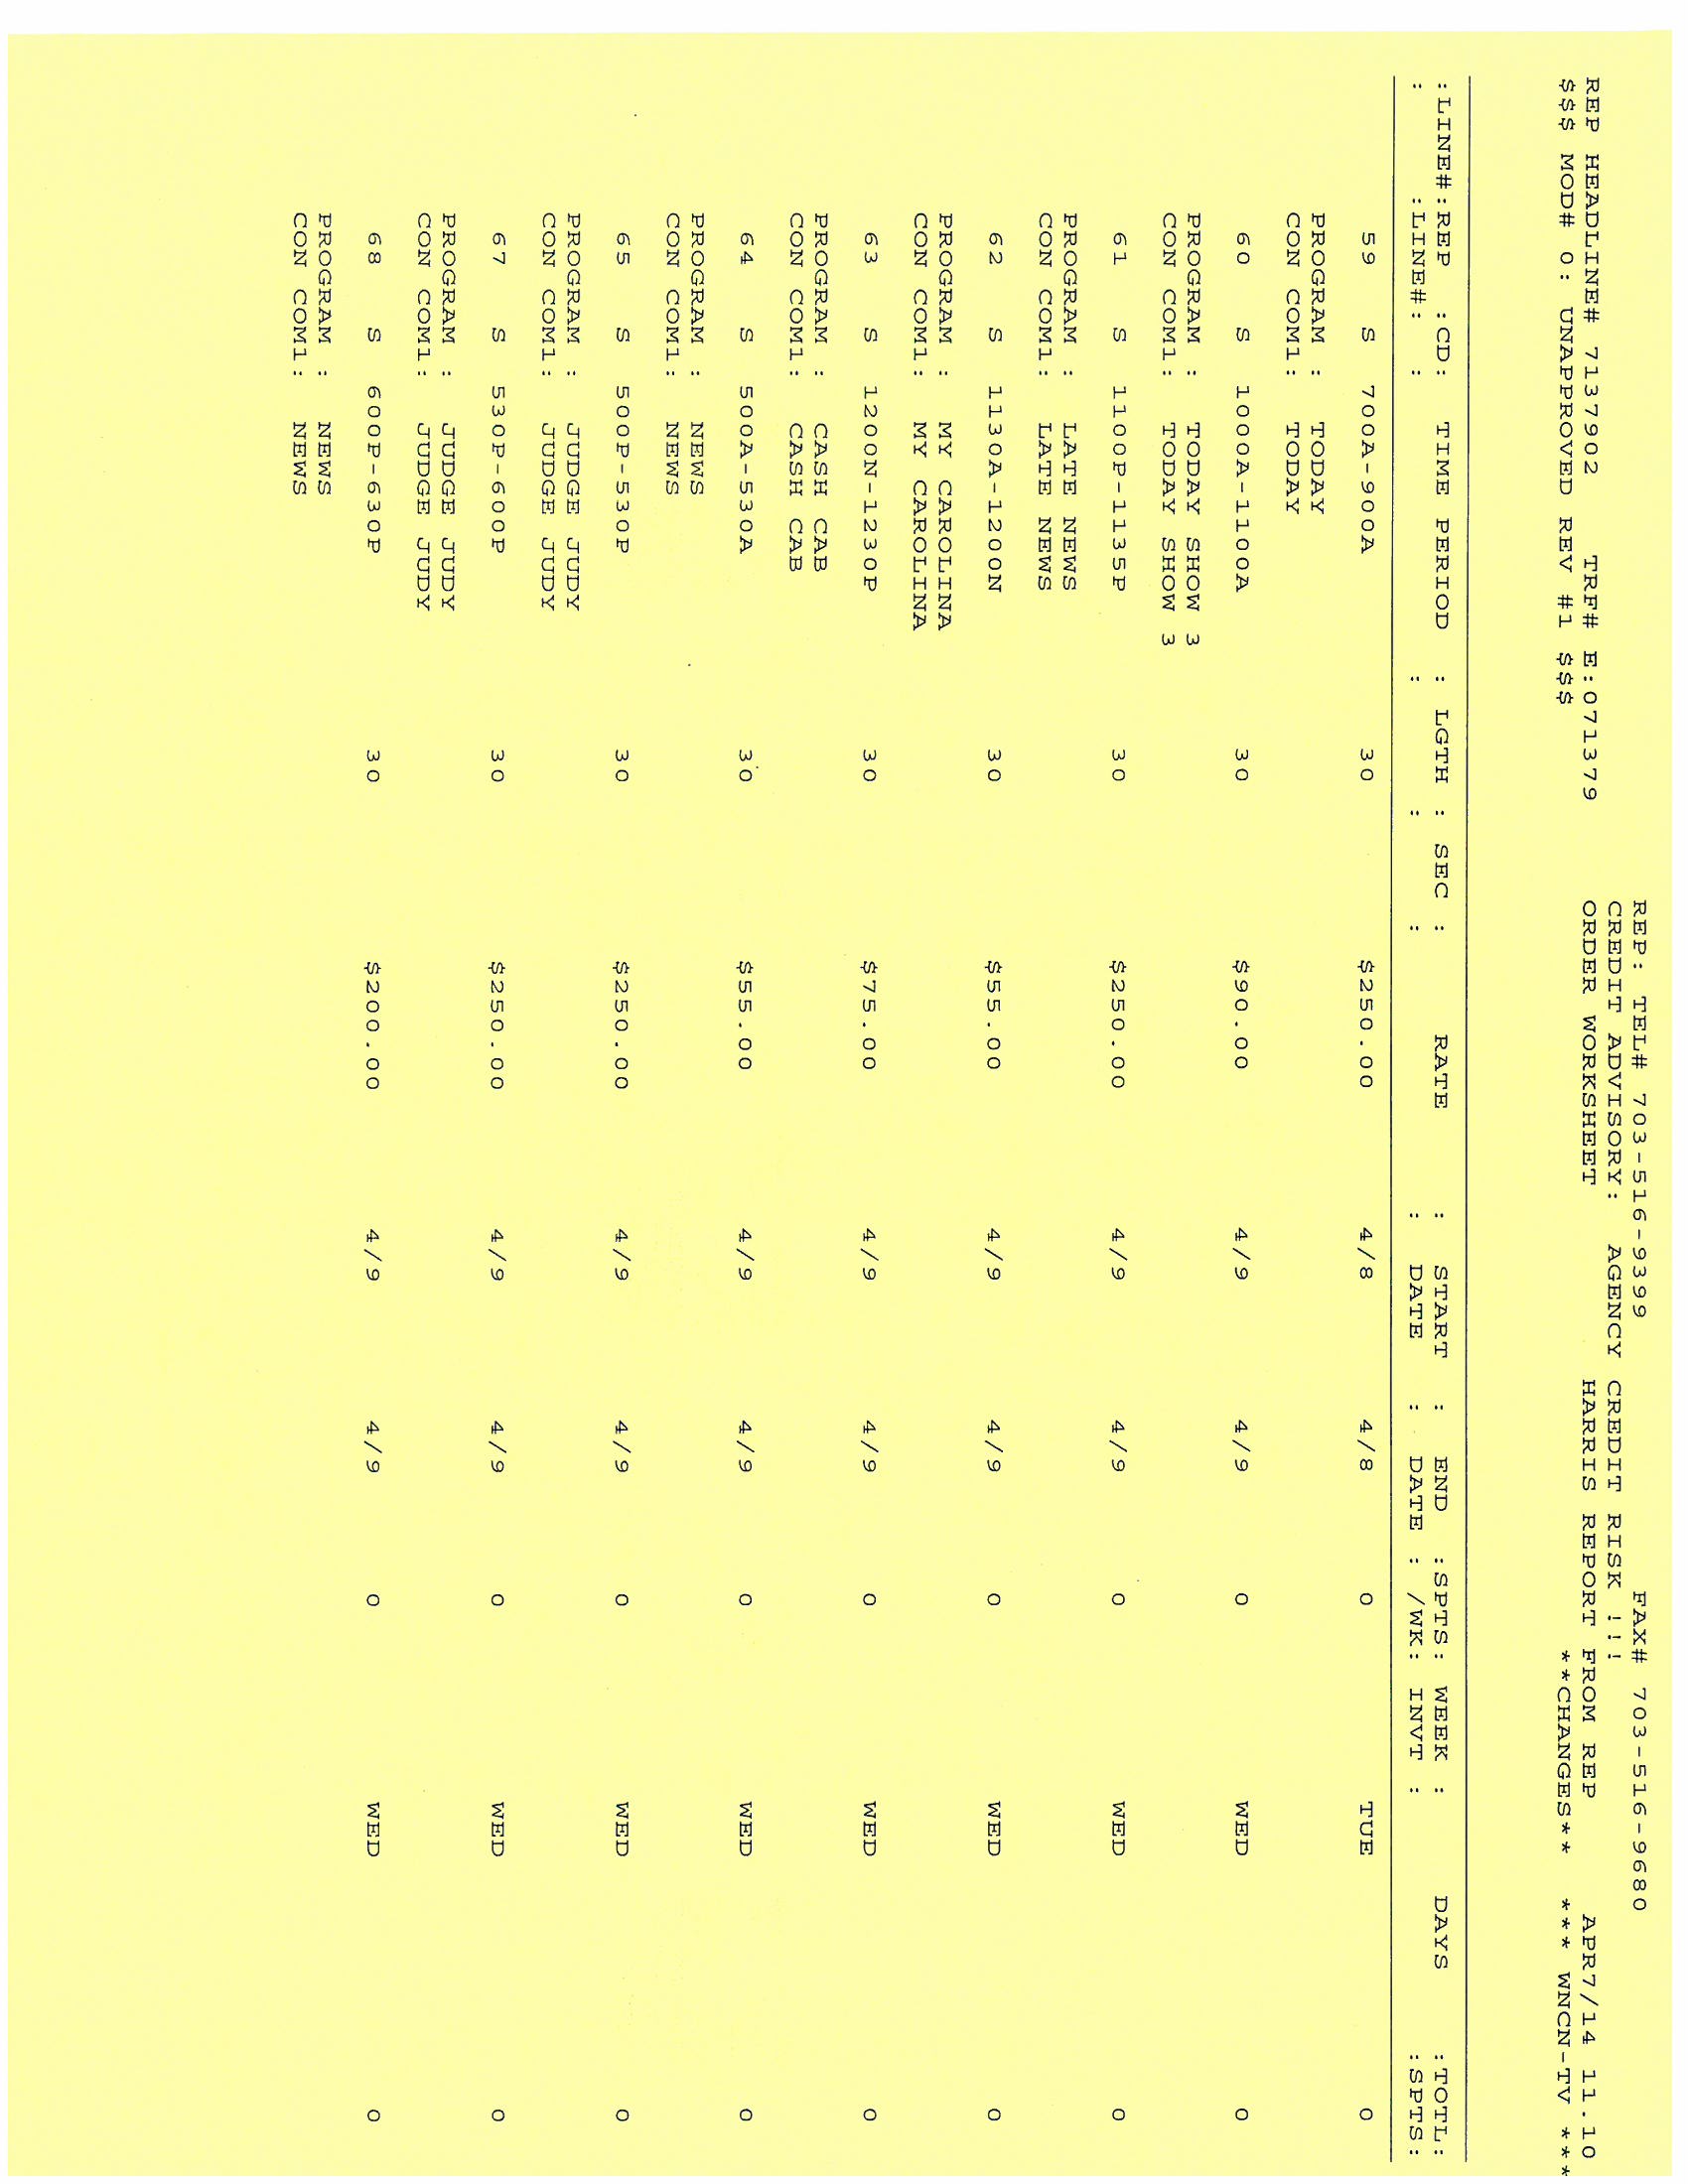 REP: TEL# 703-516-9399 FAX# 703-516-9680
CREDIT ADVISORY: AGENCY CREDIT RISK !!!
REP HEADLINE# 7137902 TRF# E:071379 ORDER WORKSHEET HARRIS REPORT FROM REP APR7/14 11.10
$$$ MOD# 0: UNAPPROVED REV #1 $$$ **CHANGES** *** WNCN-TV ***
:LINE#:REP :CD: TIME PERIOD : LGTH : SEC : RATE : START : END :SPTS: WEEK : DAYS :TOTL:
: :LINE#: : : : : : DATE : DATE : /WK: INVT : :SPTS:
59 S 700A-900A 30 $250.00 4/8 4/8 0 TUE 0
PROGRAM : TODAY
CON COM1: TODAY
60 S 1000A-1100A 30 $90.00 4/9 4/9 0 WED 0
PROGRAM : TODAY SHOW 3
CON COM1: TODAY SHOW 3
61 S 1100P-1135P 30 $250.00 4/9 4/9 0 WED 0
PROGRAM : LATE NEWS
CON COM1: LATE NEWS
62 S 1130A-1200N 30 $55.00 4/9 4/9 0 WED 0
PROGRAM : MY CAROLINA
CON COM1: MY CAROLINA
63 S 1200N-1230P 30 $75.00 4/9 4/9 0 WED 0
PROGRAM : CASH CAB
CON COM1: CASH CAB
64 S 500A-530A 30 $55.00 4/9 4/9 0 WED 0
PROGRAM : NEWS
CON COM1: NEWS
65 S 500P-530P 30 $250.00 4/9 4/9 0 WED 0
PROGRAM : JUDGE JUDY
CON COM1: JUDGE JUDY
67 S 530P-600P 30 $250.00 4/9 4/9 0 WED 0
PROGRAM : JUDGE JUDY
CON COM1: JUDGE JUDY
68 S 600P-630P 30 $200.00 4/9 4/9 0 WED 0
PROGRAM : NEWS
CON COM1: NEWS